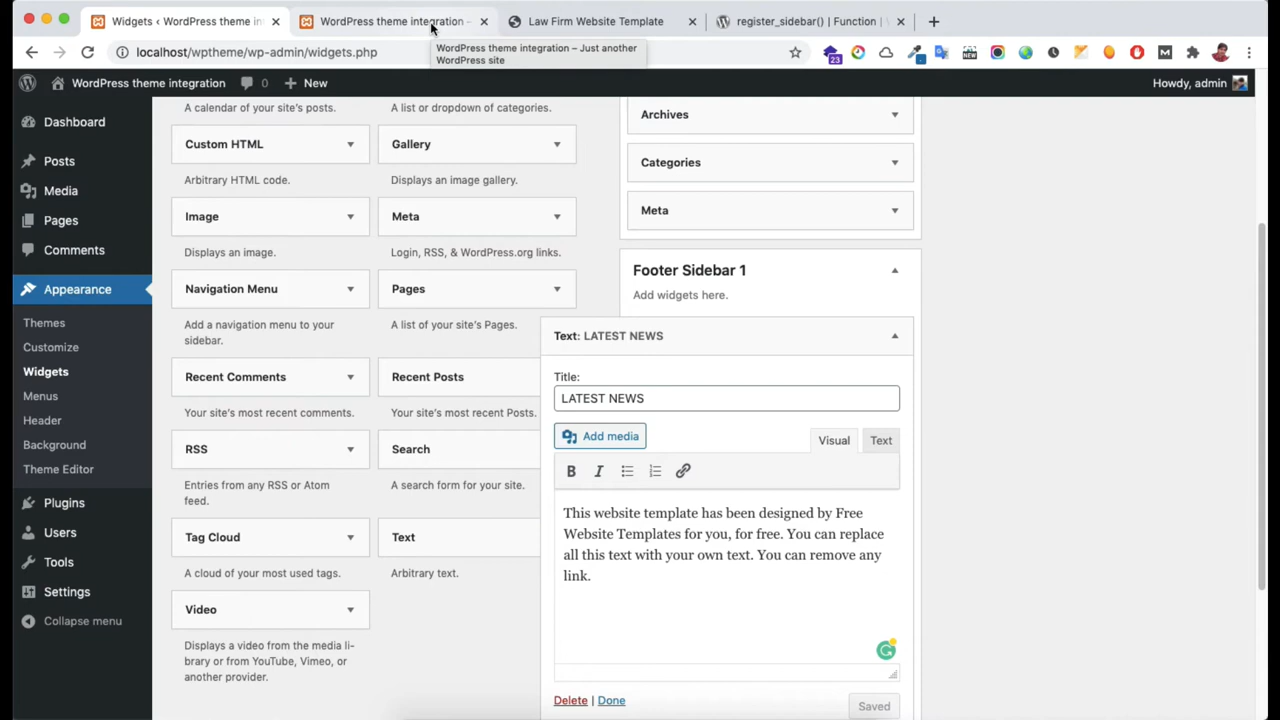 Widgets ‹ WordPress theme in
WordPress theme integration –
Law Firm Website Template
register_sidebar() | Function |
localhost/wptheme/wp-admin/widgets.php
WordPress theme integration – Just another
WordPress site
23
NEW
WordPress theme integration
0
New
Howdy, admin
Dashboard
Posts
Media
Pages
Comments
Appearance
Themes
Customize
Widgets
Menus
Header
Background
Theme Editor
Plugins
Users
Tools
Settings
Collapse menu
A calendar of your site's posts.
A list or dropdown of categories.
Custom HTML
Gallery
Arbitrary HTML code.
Displays an image gallery.
Image
Meta
Displays an image.
Login, RSS, & WordPress.org links.
Navigation Menu
Pages
Add a navigation menu to your
sidebar.
A list of your site's Pages.
Recent Comments
Recent Posts
Your site's most recent comments.
Your site's most recent Posts.
RSS
Search
Entries from any RSS or Atom
feed.
A search form for your site.
Tag Cloud
Text
A cloud of your most used tags.
Arbitrary text.
Video
Displays a video from the media li-
brary or from YouTube, Vimeo, or
another provider.
Archives
Categories
Meta
Footer Sidebar 1
Add widgets here.
Text: LATEST NEWS
Title:
LATEST NEWS
Add media
Visual
Text
B I
This website template has been designed by Free
Website Templates for you, for free. You can replace
all this text with your own text. You can remove any
link.
Delete | Done
Saved